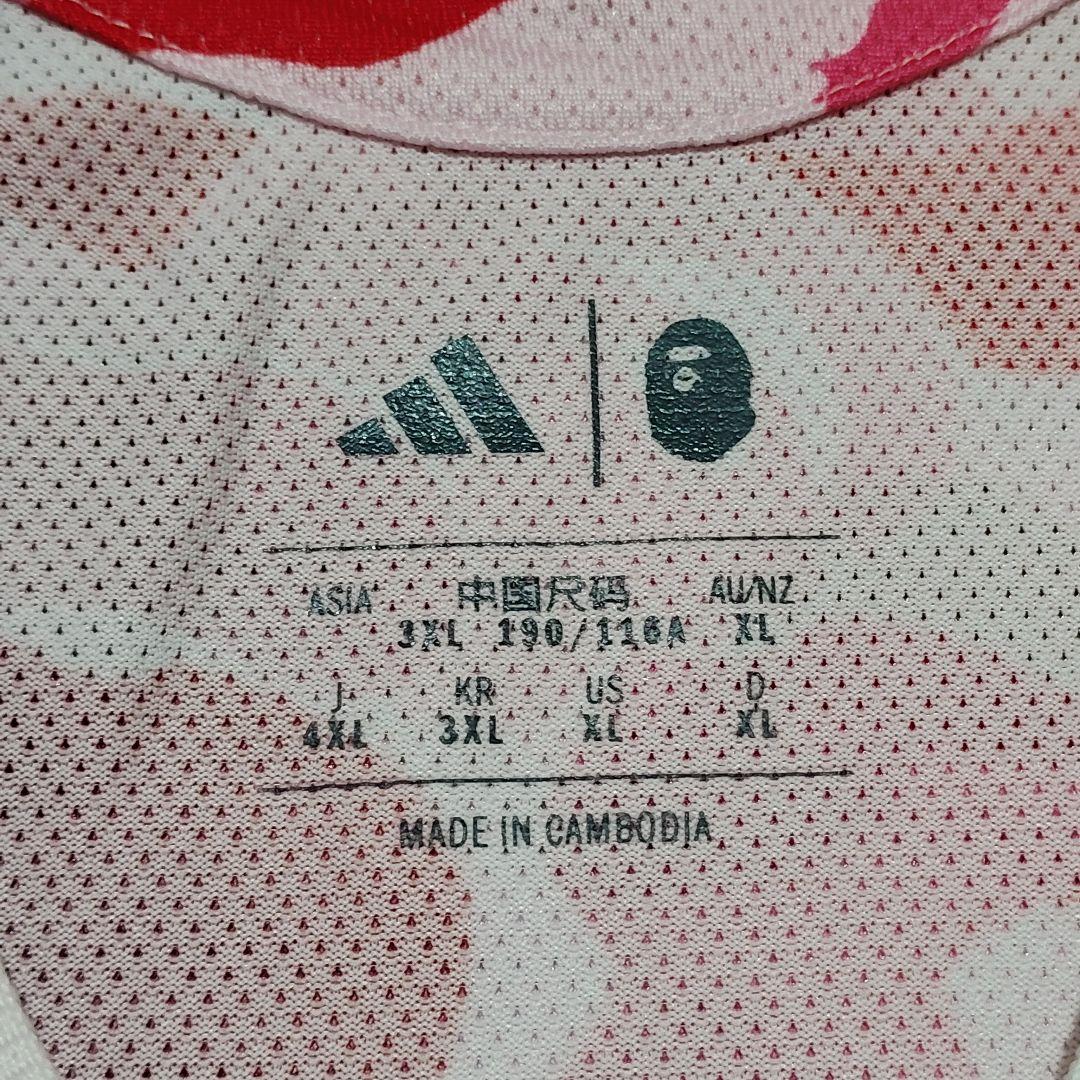 ASIA 中国尺码 AU/NZ
3XL 190/116A XL
J KR US D
4XL 3XL XL XL
MADE IN CAMBODIA